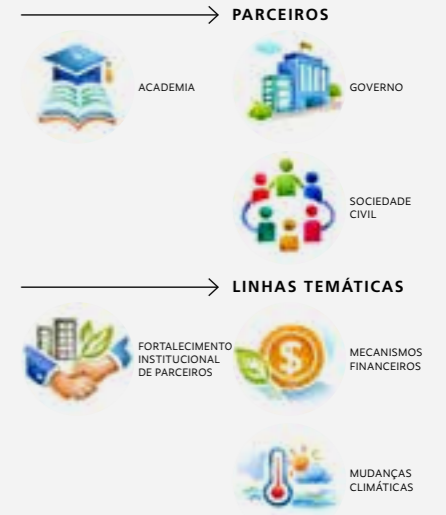 PARCEIROS
ACADEMIA
GOVERNO
SOCIEDADE
CIVIL
LINHAS TEMÁTICAS
FORTALECIMENTO
INSTITUCIONAL
DE PARCEIROS
MECANISMOS
FINANCEIROS
MUDANÇAS
CLIMÁTICAS